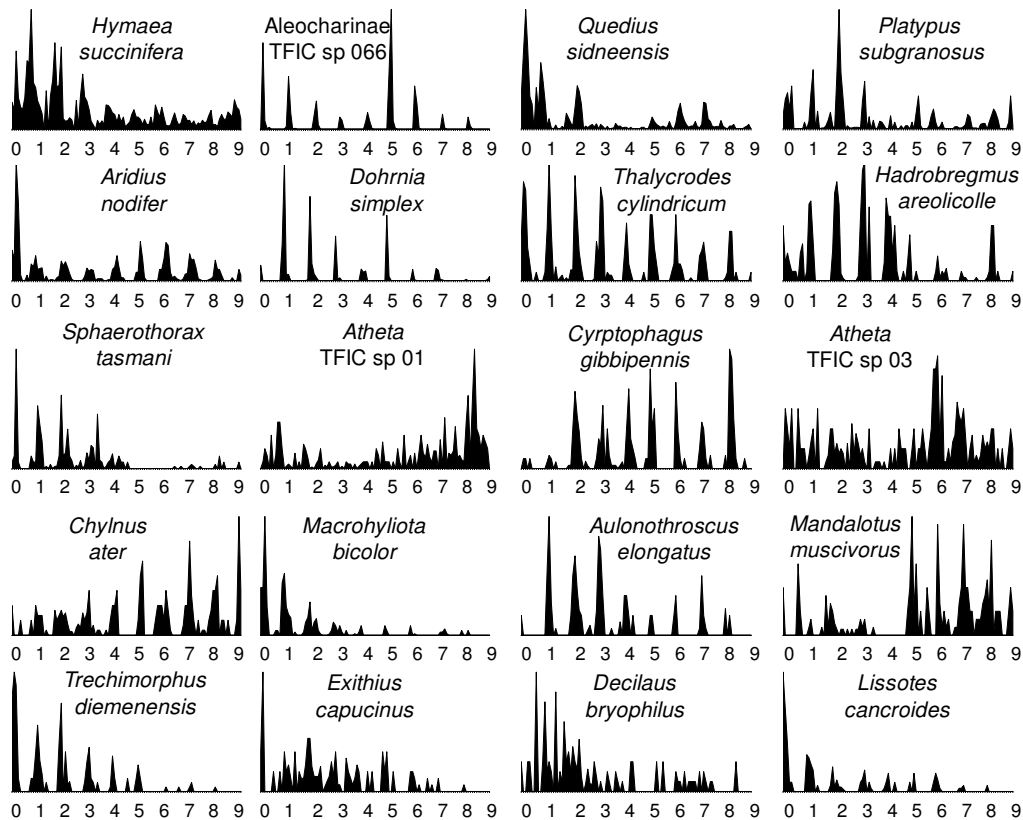 Hymaea
succinifera
0 1 2 3 4 5 6 7 8 9
Aleocharinae
TFIC sp 066
0 1 2 3 4 5 6 7 8 9
Quedius
sidneensis
0 1 2 3 4 5 6 7 8 9
Platypus
subgranosus
0 1 2 3 4 5 6 7 8 9
Aridius
nodifer
0 1 2 3 4 5 6 7 8 9
Dohrnia
simplex
0 1 2 3 4 5 6 7 8 9
Thalycrodes
cylindricum
0 1 2 3 4 5 6 7 8 9
Hadrobregmus
areolicolle
0 1 2 3 4 5 6 7 8 9
Sphaerothorax
tasmani
0 1 2 3 4 5 6 7 8 9
Atheta
TFIC sp 01
0 1 2 3 4 5 6 7 8 9
Cyrptophagus
gibbipennis
0 1 2 3 4 5 6 7 8 9
Atheta
TFIC sp 03
0 1 2 3 4 5 6 7 8 9
Chylnus
ater
0 1 2 3 4 5 6 7 8 9
Macrohyliota
bicolor
0 1 2 3 4 5 6 7 8 9
Aulonothroscus
elongatus
0 1 2 3 4 5 6 7 8 9
Mandalotus
muscivorus
0 1 2 3 4 5 6 7 8 9
Trechimorphus
diemenensis
0 1 2 3 4 5 6 7 8 9
Exithius
capucinus
0 1 2 3 4 5 6 7 8 9
Decilaus
bryophilus
0 1 2 3 4 5 6 7 8 9
Lissotes
cancroides
0 1 2 3 4 5 6 7 8 9